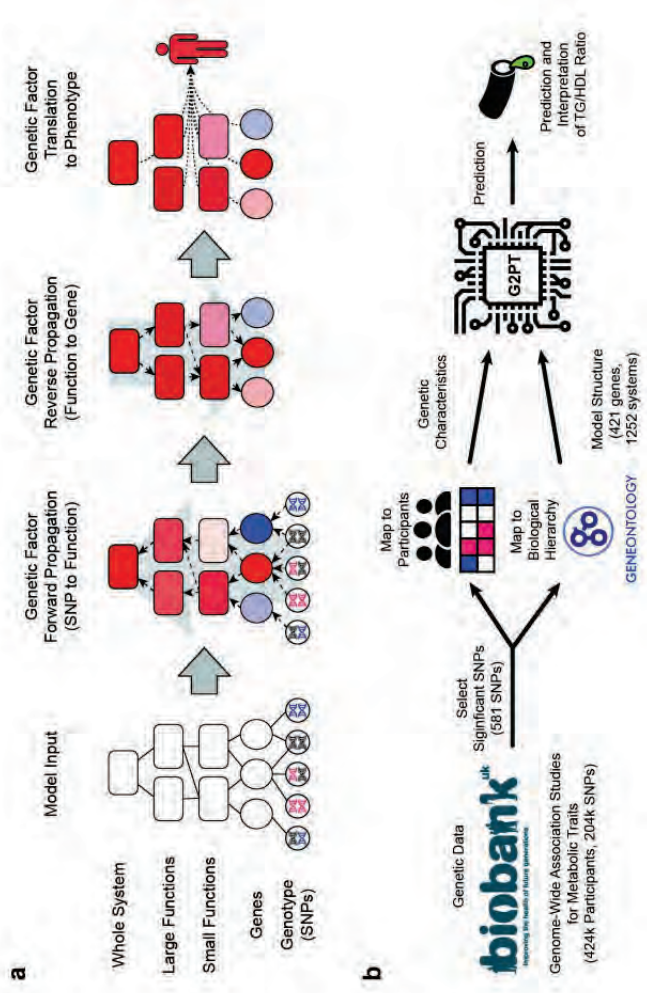 a
Model Input
Genetic Factor
Forward Propagation
(SNP to Function)
Genetic Factor
Reverse Propagation
(Function to Gene)
Genetic Factor
Translation
to Phenotype
Whole System
Large Functions
Small Functions
Genes
Genotype
(SNPs)
b
Genetic Data
biobank uk
Improving the health of future generations
Genome-Wide Association Studies
for Metabolic Traits
(424k Participants, 204k SNPs)
Select
Siginficant SNPs
(581 SNPs)
Map to
Participants
Map to
Biological
Hierarchy
GENEONTOLOGY
Genetic
Characteristics
Model Structure
(421 genes,
1252 systems)
G2PT
Prediction
Prediction and
Interpretation
of TG/HDL Ratio